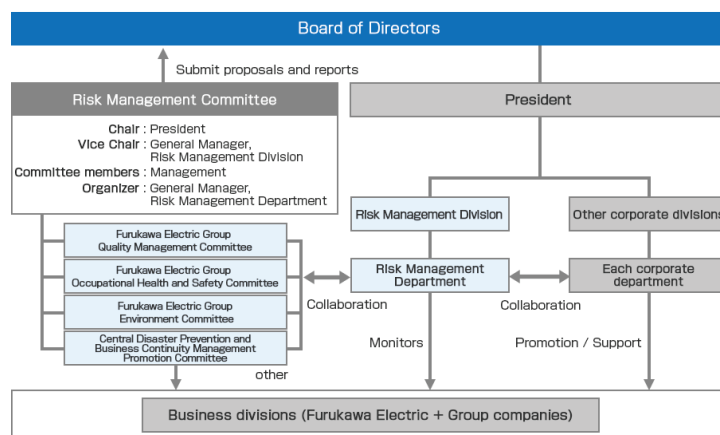 Board of Directors
Submit proposals and reports
Risk Management Committee
Chair : President
Vice Chair : General Manager,
Risk Management Division
Committee members : Management
Organizer : General Manager,
Risk Management Department
President
Risk Management Division
Other corporate divisions
Furukawa Electric Group
Quality Management Committee
Furukawa Electric Group
Occupational Health and Safety Committee
Furukawa Electric Group
Environment Committee
Central Disaster Prevention and
Business Continuity Management
Promotion Committee
other
Collaboration
Risk Management
Department
Collaboration
Each corporate
department
Monitors
Promotion / Support
Business divisions (Furukawa Electric + Group companies)